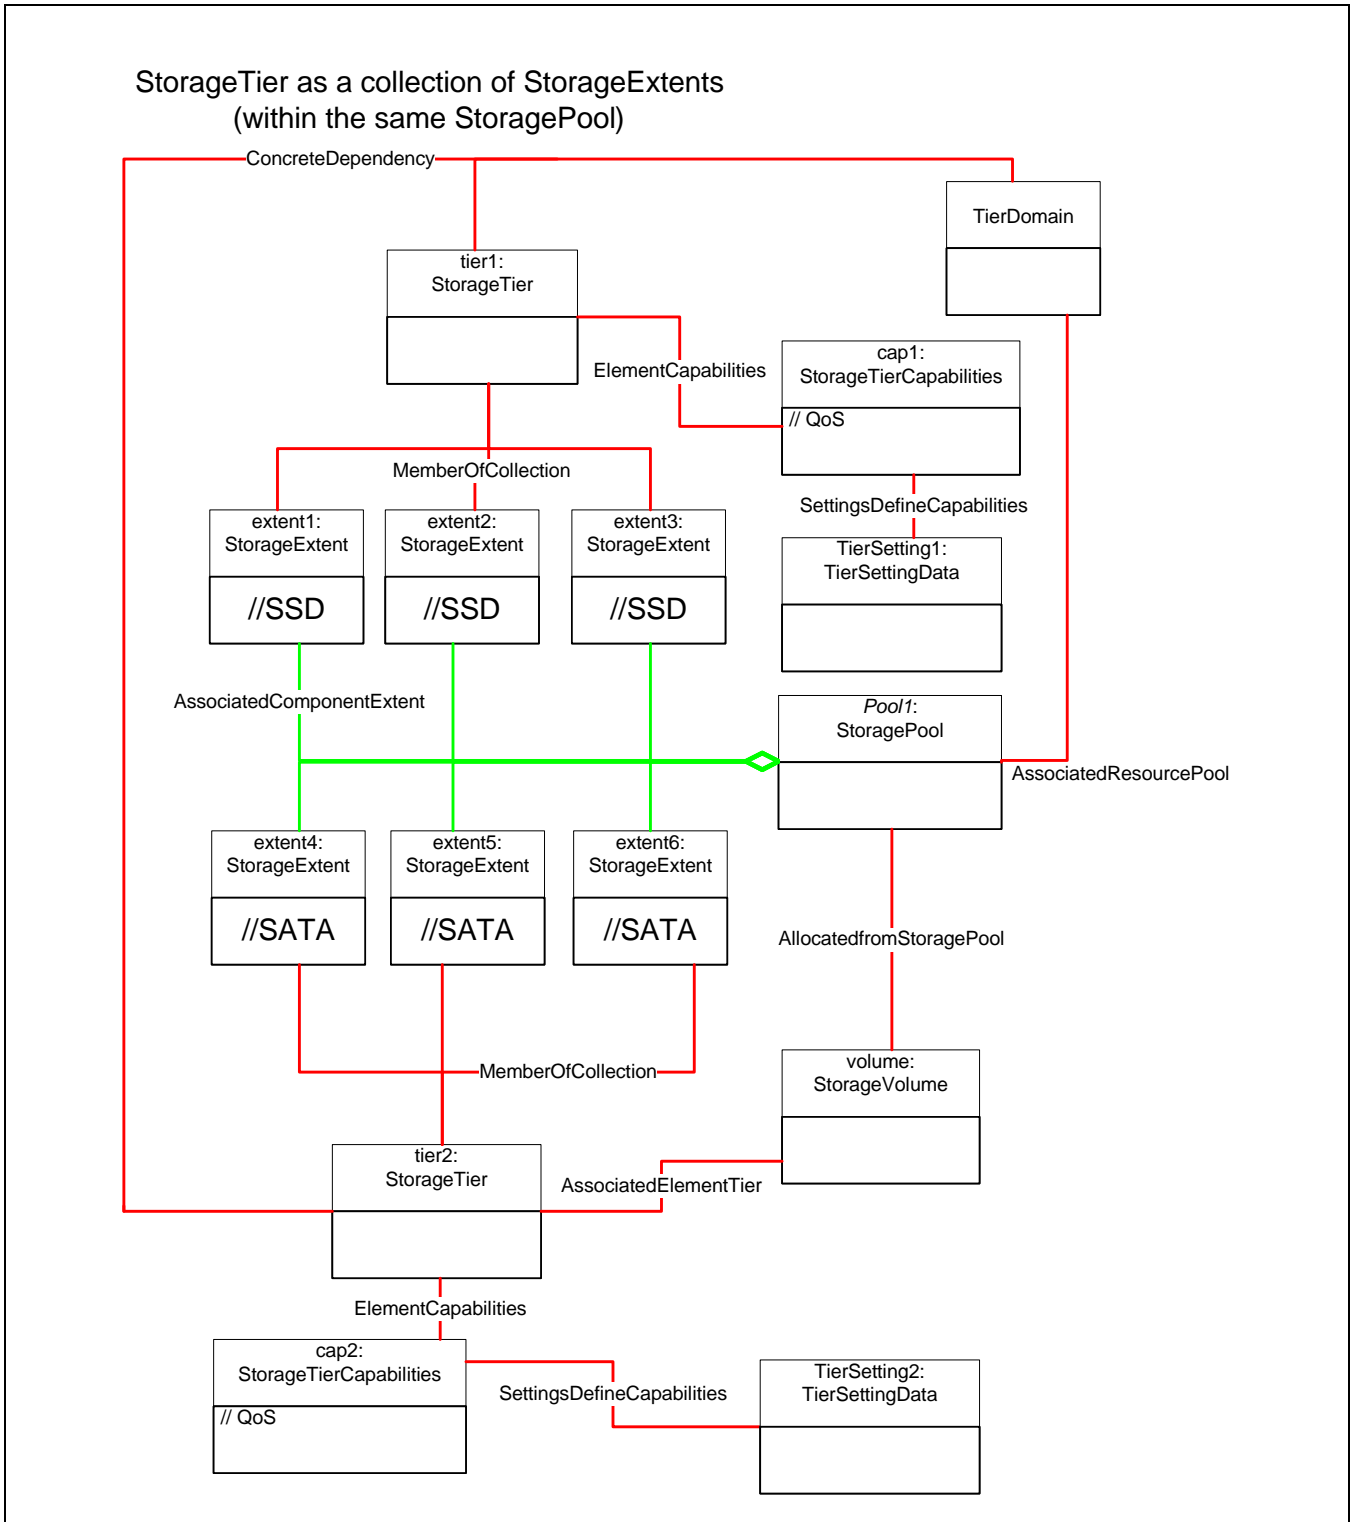 StorageTier as a collection of StorageExtents
(within the same StoragePool)
ConcreteDependency
TierDomain
tier1:
StorageTier
ElementCapabilities
cap1:
StorageTierCapabilities
// QoS
MemberOfCollection
SettingsDefineCapabilities
extent1:
StorageExtent
//SSD
extent2:
StorageExtent
//SSD
extent3:
StorageExtent
//SSD
TierSetting1:
TierSettingData
AssociatedComponentExtent
Pool1:
StoragePool
AssociatedResourcePool
extent4:
StorageExtent
//SATA
extent5:
StorageExtent
//SATA
extent6:
StorageExtent
//SATA
AllocatedfromStoragePool
MemberOfCollection
volume:
StorageVolume
tier2:
StorageTier
AssociatedElementTier
ElementCapabilities
cap2:
StorageTierCapabilities
// QoS
SettingsDefineCapabilities
TierSetting2:
TierSettingData